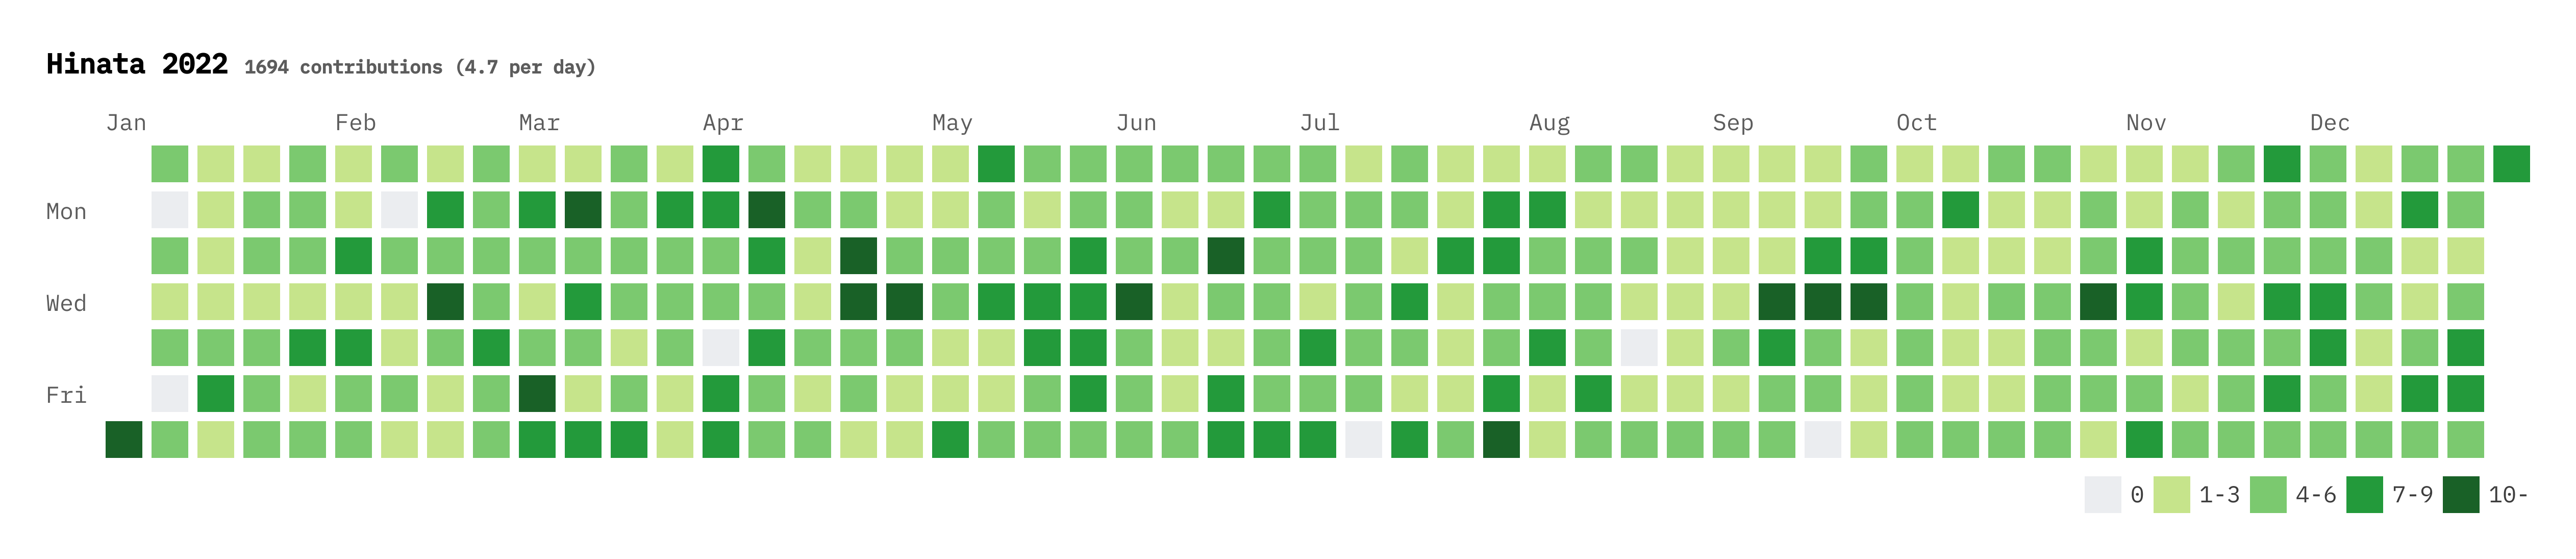 Hinata 2022 1694 contributions (4.7 per day)
Jan Feb Mar Apr May Jun Jul Aug Sep Oct Nov Dec
Mon
Wed
Fri
0 1-3 4-6 7-9 10-